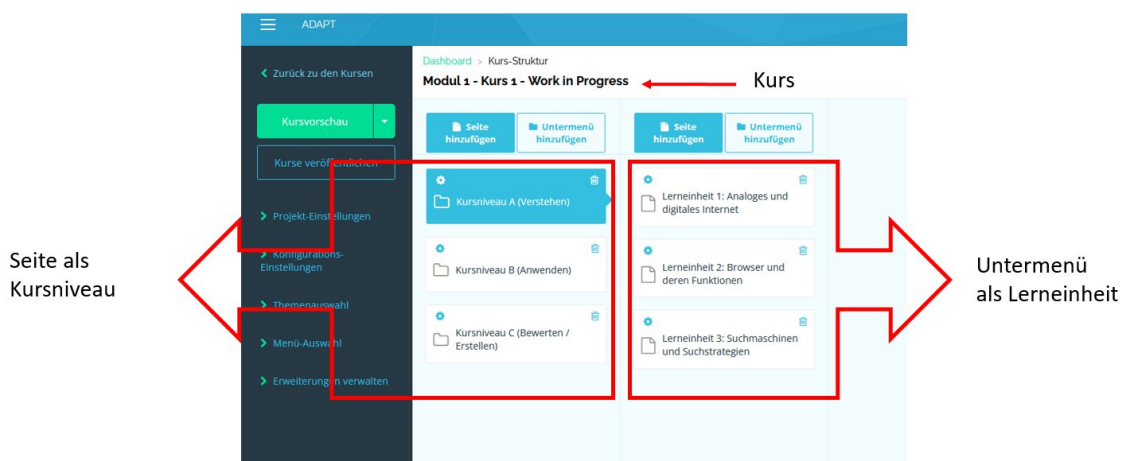 ADAPT
Zurück zu den Kursen
Kursvorschau
Kurse veröffentlichen
Projekt-Einstellungen
Konfigurations-
Einstellungen
Themenauswahl
Menü-Auswahl
Erweiterungen verwalten
Dashboard > Kurs-Struktur
Modul 1 - Kurs 1 - Work in Progress
Kurs
Seite
hinzufügen
Untermenü
hinzufügen
Kursniveau A (Verstehen)
Kursniveau B (Anwenden)
Kursniveau C (Bewerten /
Erstellen)
Seite
hinzufügen
Untermenü
hinzufügen
Lerneinheit 1: Analoges und
digitales Internet
Lerneinheit 2: Browser und
deren Funktionen
Lerneinheit 3: Suchmaschinen
und Suchstrategien
Seite als
Kursniveau
Untermenü
als Lerneinheit